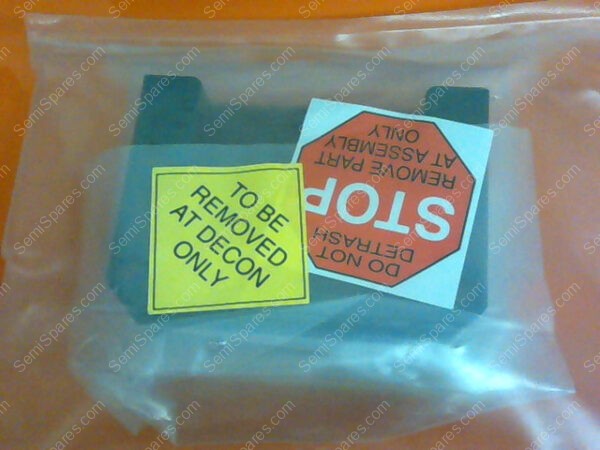 TO BE
REMOVED
AT DECON
ONLY
DO NOT
DETRASH
STOP
REMOVE PART
AT ASSEMBLY
ONLY
SemiSpares.com